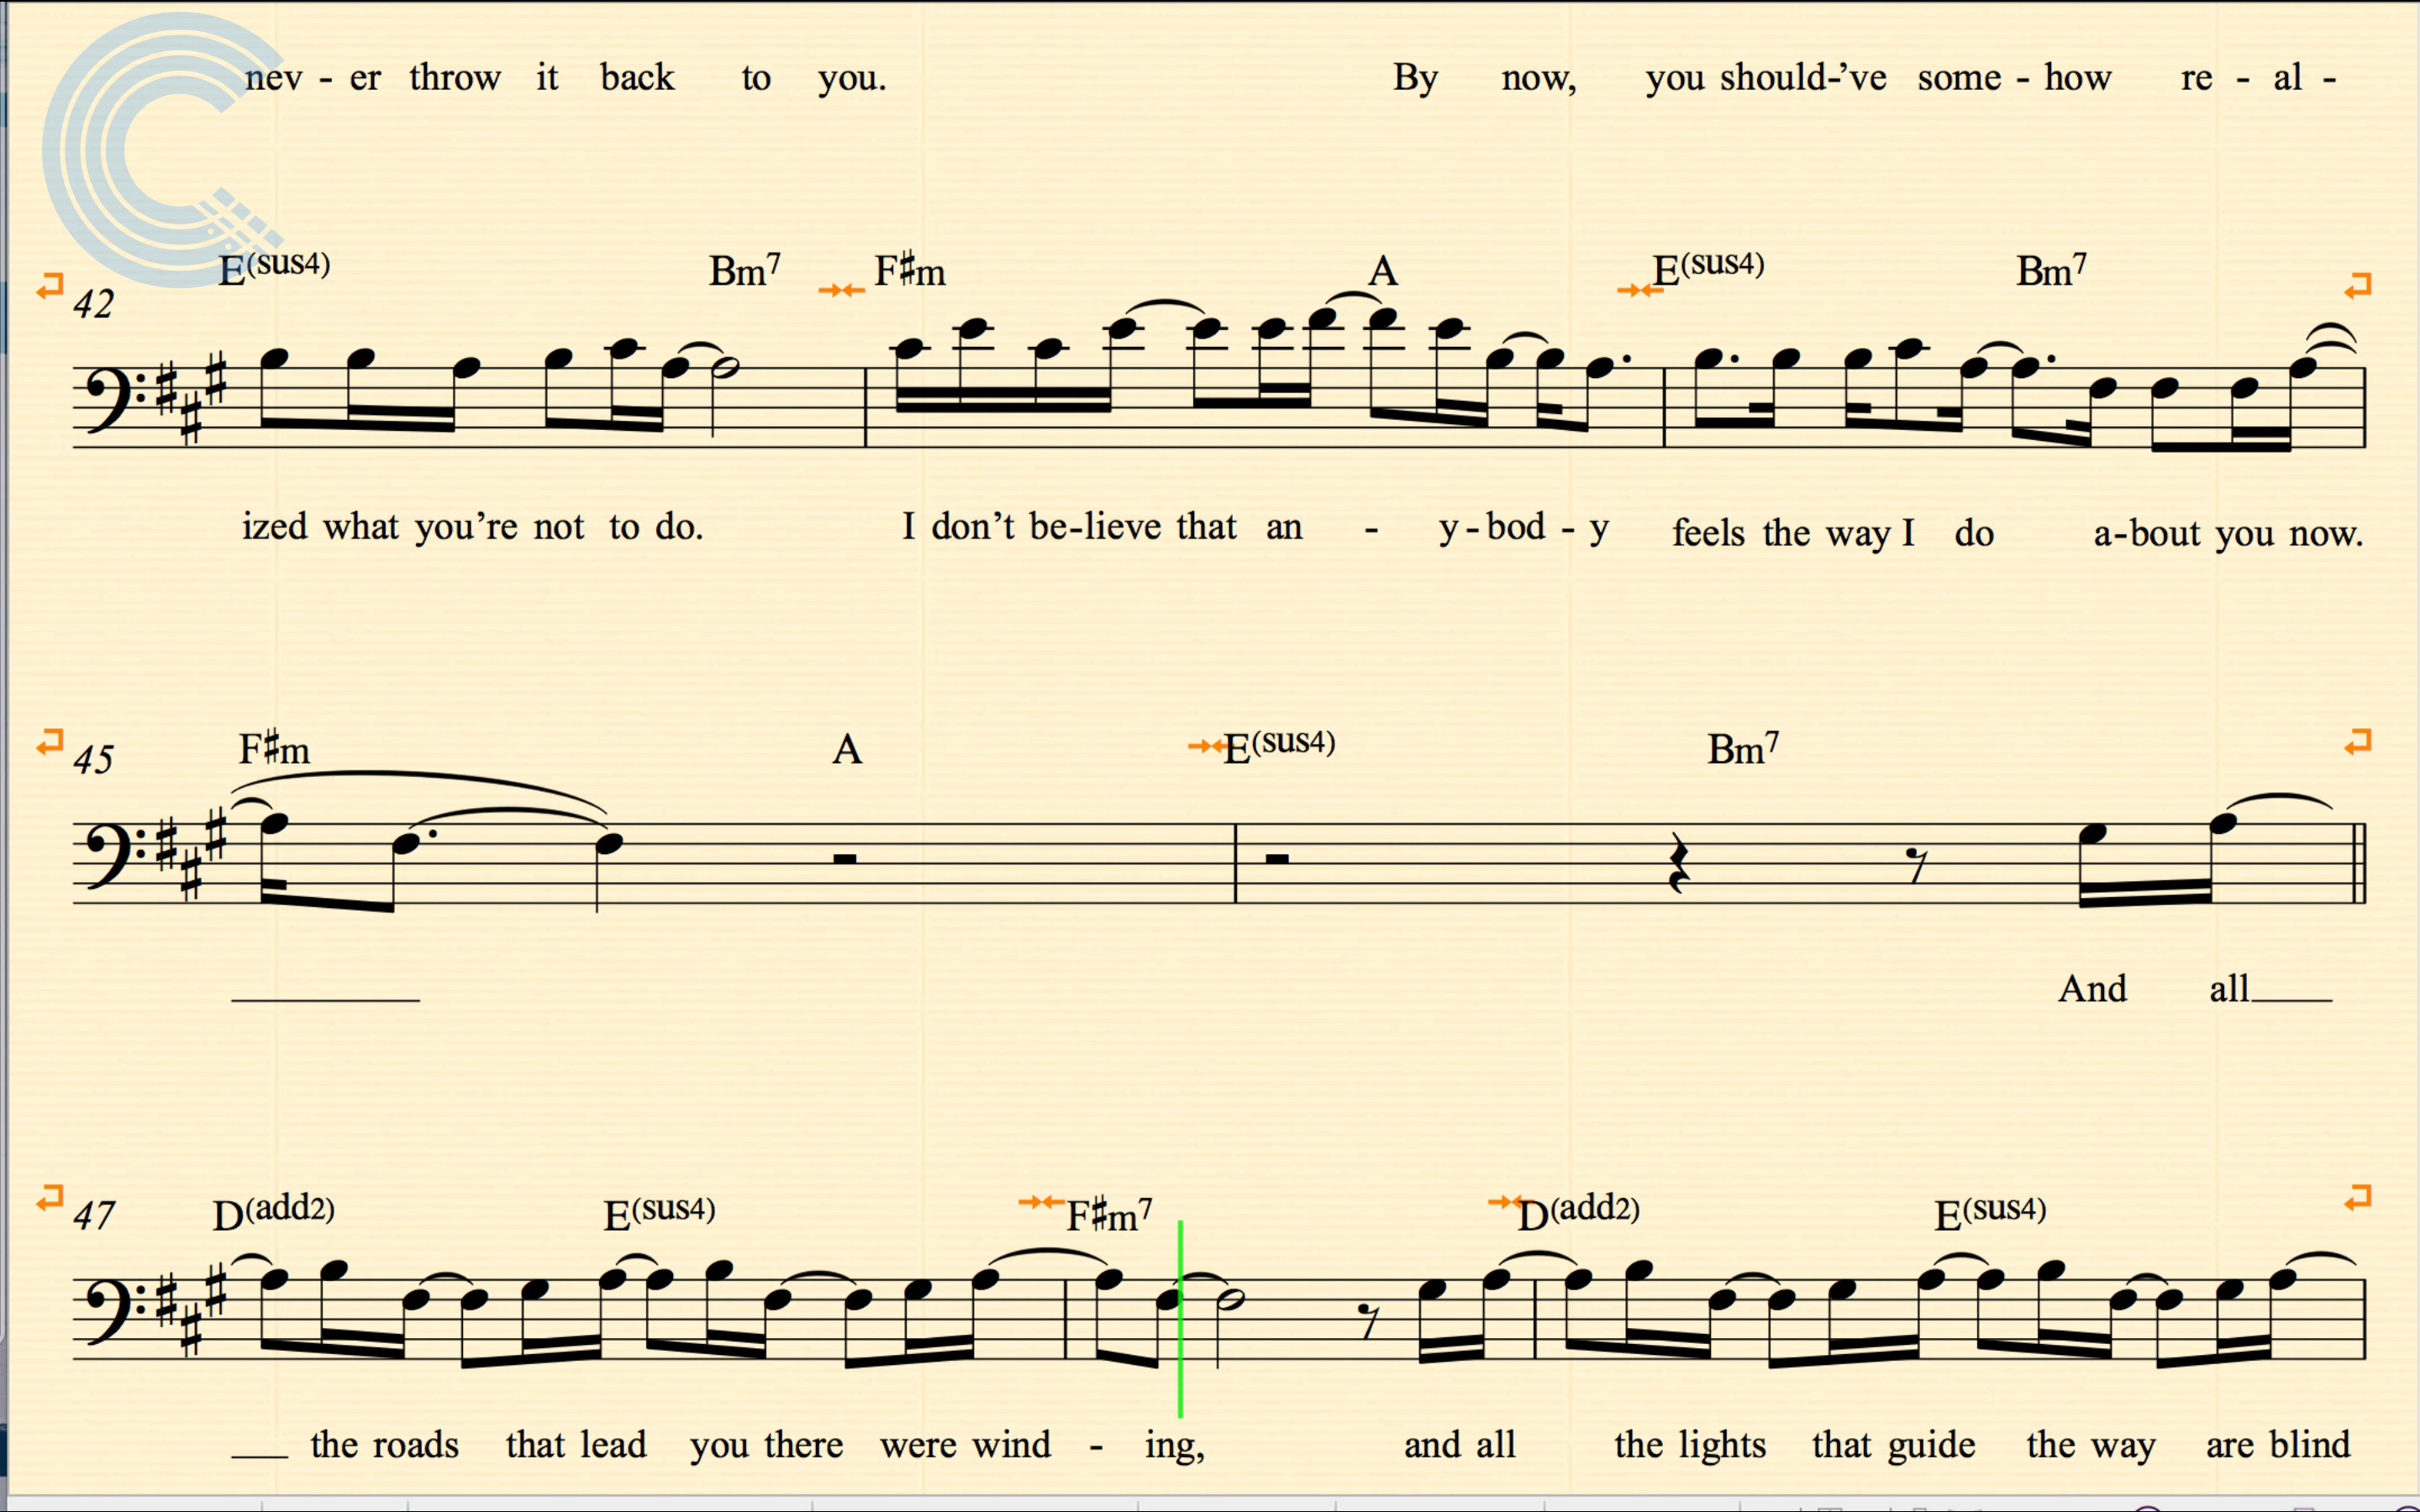 nev - er throw it back to you. By now, you should-’ve some - how re - al -
E(sus4) Bm7 F♯m A E(sus4) Bm7
42
ized what you’re not to do. I don’t be-lieve that an - y-bod - y feels the way I do a-bout you now.
F♯m A E(sus4) Bm7
45
And all
D(add2) E(sus4) F♯m7 D(add2) E(sus4)
47
the roads that lead you there were wind - ing, and all the lights that guide the way are blind